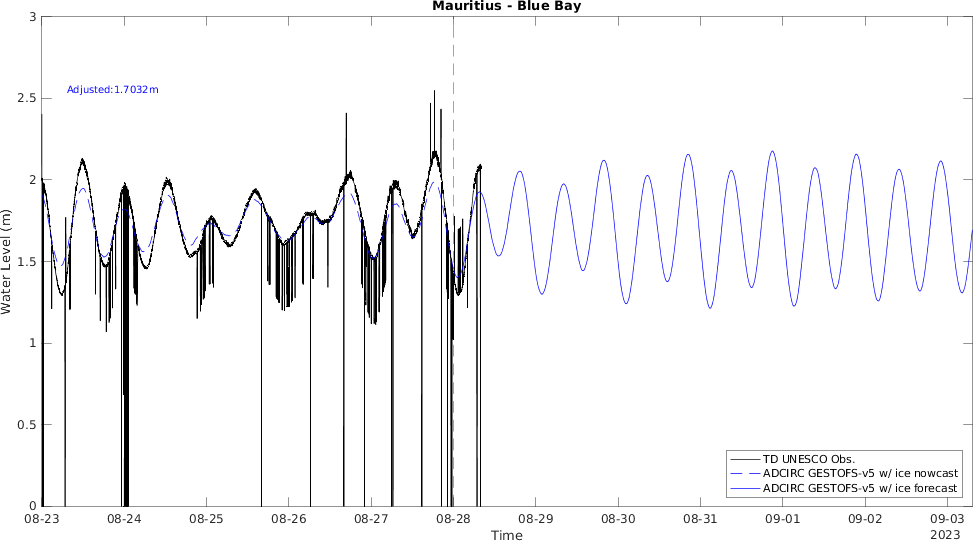 Mauritius - Blue Bay
3
2.5
2
1.5
1
0.5
0
Water Level (m)
Adjusted:1.7032m
TD UNESCO Obs.
ADCIRC GESTOFS-v5 w/ ice nowcast
ADCIRC GESTOFS-v5 w/ ice forecast
08-23 08-24 08-25 08-26 08-27 08-28 08-29 08-30 08-31 09-01 09-02 09-03
2023
Time